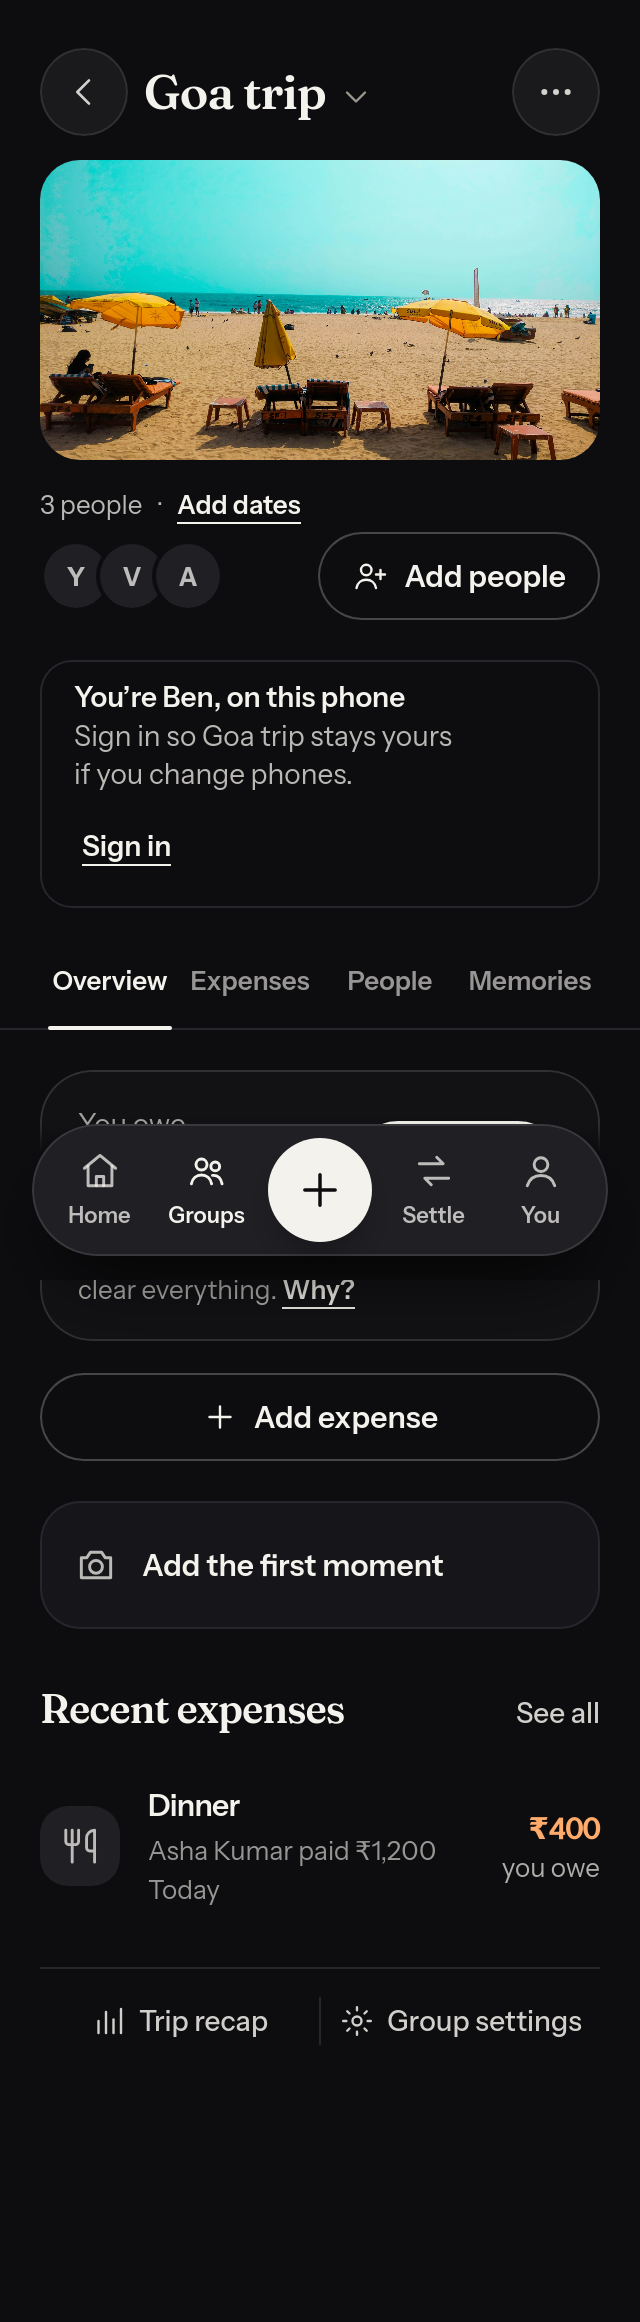 Goa trip
3 people · Add dates
Y V A
Add people
You’re Ben, on this phone
Sign in so Goa trip stays yours
if you change phones.
Sign in
Overview Expenses People Memories
You owe
Home Groups Settle You
clear everything. Why?
Add expense
Add the first moment
Recent expenses See all
Dinner
Asha Kumar paid ₹1,200
Today
₹400
you owe
Trip recap Group settings